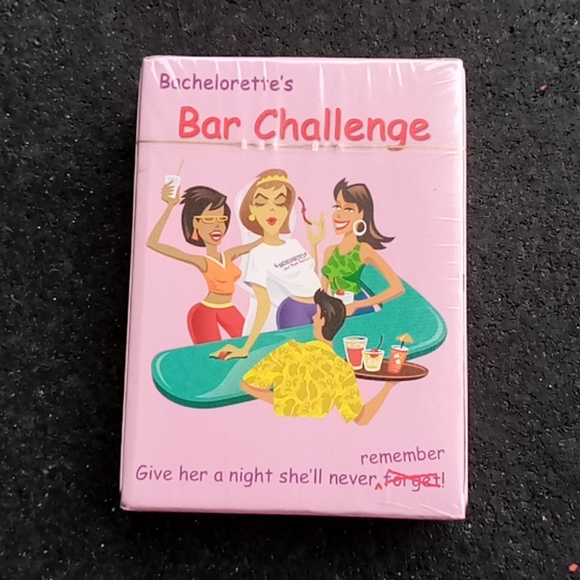 Bachelorette's
Bar Challenge
remember
Give her a night she'll never forget!